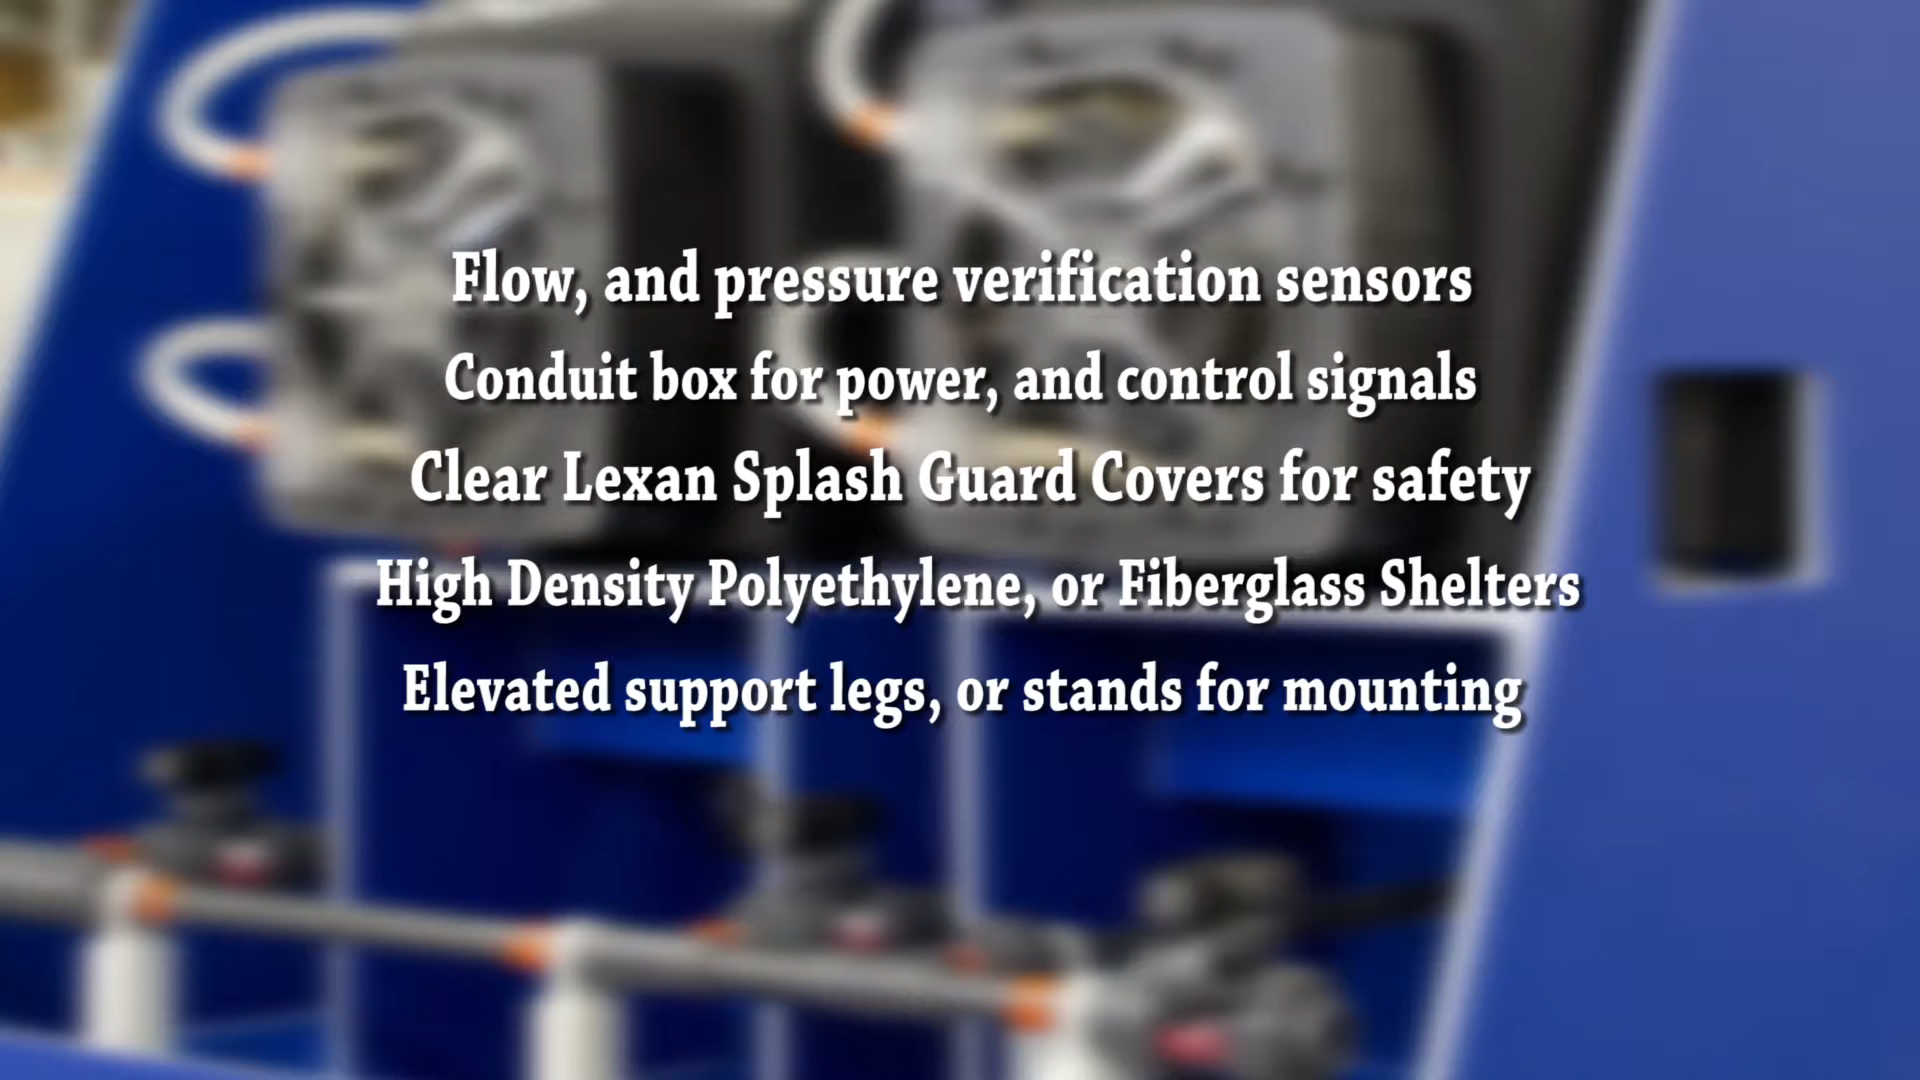 Flow, and pressure verification sensors
Conduit box for power, and control signals
Clear Lexan Splash Guard Covers for safety
High Density Polyethylene, or Fiberglass Shelters
Elevated support legs, or stands for mounting